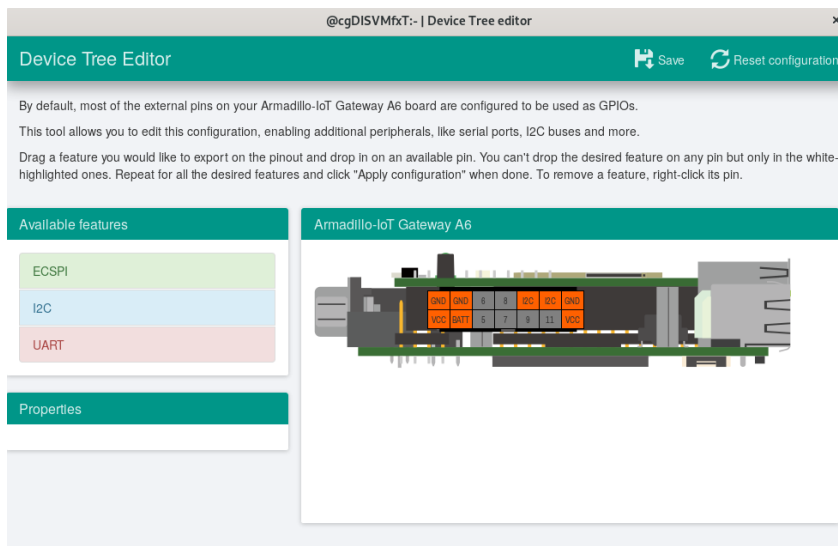 @cgDISVMfxT:- | Device Tree editor
Device Tree Editor
Save
Reset configuration
By default, most of the external pins on your Armadillo-IoT Gateway A6 board are configured to be used as GPIOs.
This tool allows you to edit this configuration, enabling additional peripherals, like serial ports, I2C buses and more.
Drag a feature you would like to export on the pinout and drop in on an available pin. You can't drop the desired feature on any pin but only in the white-
highlighted ones. Repeat for all the desired features and click "Apply configuration" when done. To remove a feature, right-click its pin.
Available features
ECSPI
I2C
UART
Properties
Armadillo-IoT Gateway A6
GND GND 6 8 I2C I2C GND
VCC BATT 5 7 9 11 VCC